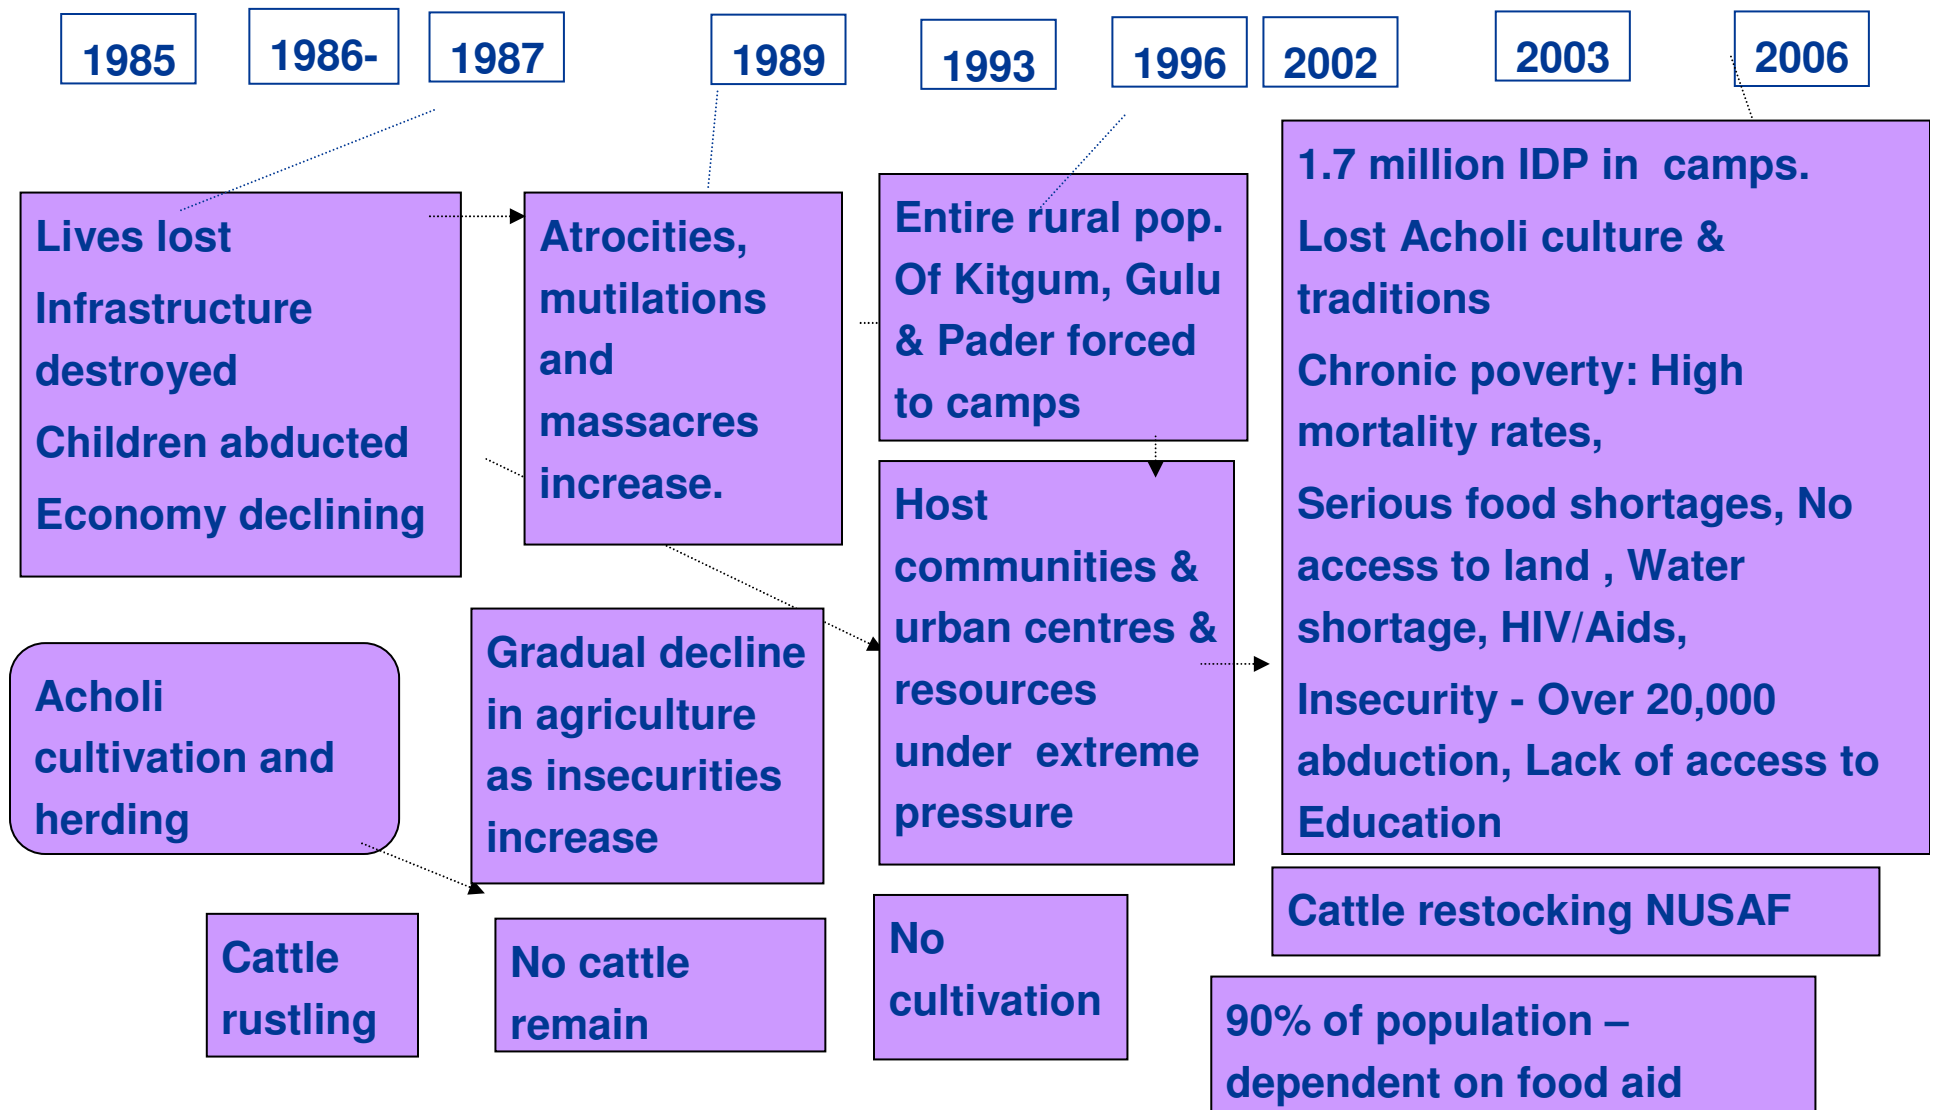 1985
1986-
1987
1989
1993
1996
2002
2003
2006
Lives lost
Infrastructure
destroyed
Children abducted
Economy declining
Atrocities,
mutilations
and
massacres
increase.
Entire rural pop.
Of Kitgum, Gulu
& Pader forced
to camps
Host
communities &
urban centres &
resources
under extreme
pressure
1.7 million IDP in camps.
Lost Acholi culture &
traditions
Chronic poverty: High
mortality rates,
Serious food shortages, No
access to land , Water
shortage, HIV/Aids,
Insecurity - Over 20,000
abduction, Lack of access to
Education
Acholi
cultivation and
herding
Gradual decline
in agriculture
as insecurities
increase
Cattle
rustling
No cattle
remain
No
cultivation
Cattle restocking NUSAF
90% of population –
dependent on food aid